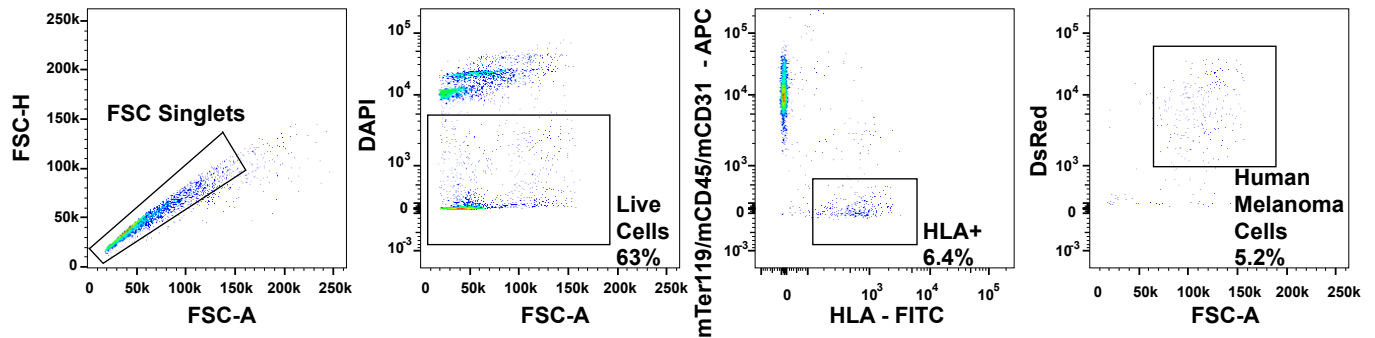 FSC-H
250k
200k
150k
100k
50k
0
FSC Singlets
0 50k 100k 150k 200k 250k
FSC-A
DAPI
10^5
10^4
10^3
0
10^3
Live
Cells
63%
0 50k 100k 150k 200k 250k
FSC-A
mTer119/mCD45/mCD31 - APC
10^5
10^4
10^3
0
10^3
HLA+
6.4%
0 10^3 10^4 10^5
HLA - FITC
DsRed
10^5
10^4
10^3
0
10^3
Human
Melanoma
Cells
5.2%
0 50k 100k 150k 200k 250k
FSC-A